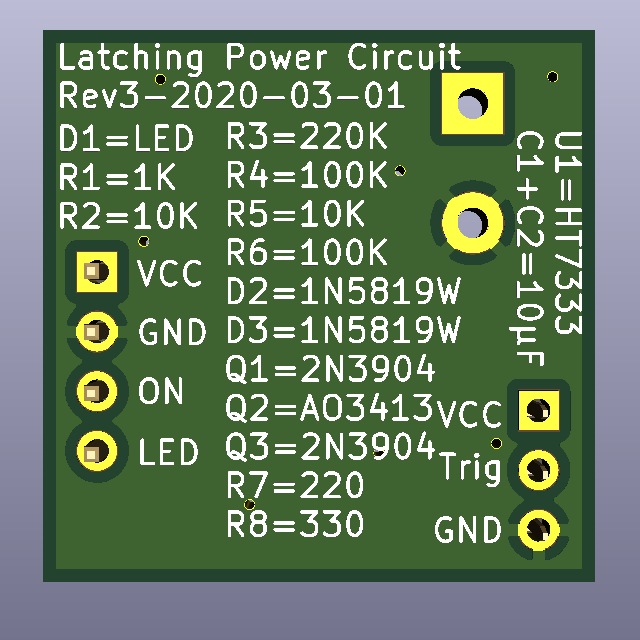 Latching Power Circuit
Rev3-2020-03-01
D1=LED
R1=1K
R2=10K
R3=220K
R4=100K
R5=10K
R6=100K
D2=1N5819W
D3=1N5819W
Q1=2N3904
Q2=AO3413
Q3=2N3904
R7=220
R8=330
VCC
GND
ON
LED
U1=HT7333
C1+C2=10µF
VCC
Trig
GND